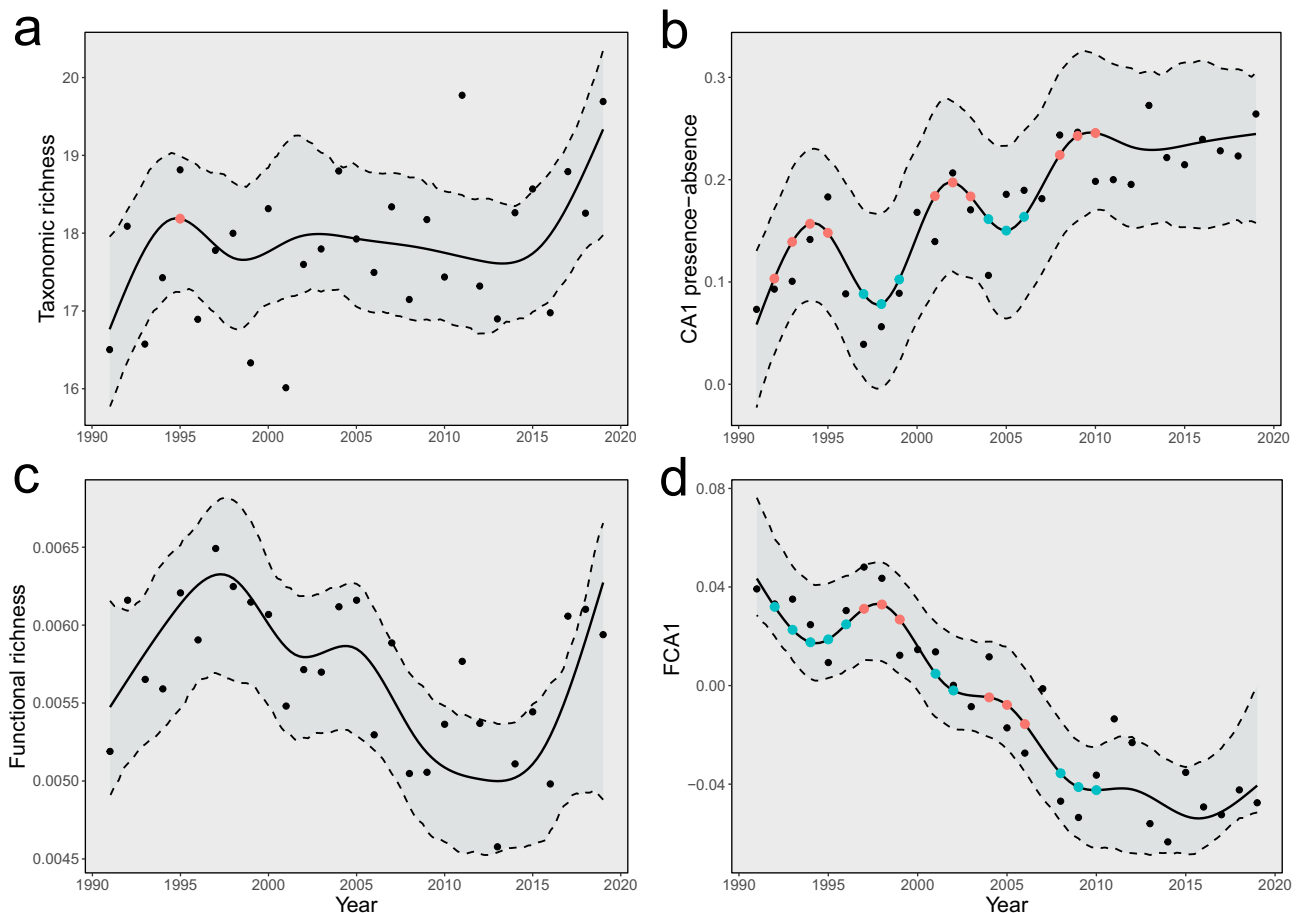 a
Taxonomic richness
20
19
18
17
16
1990 1995 2000 2005 2010 2015 2020
b
CA1 presence−absence
0.3
0.2
0.1
0.0
1990 1995 2000 2005 2010 2015 2020
c
Functional richness
0.0065
0.0060
0.0055
0.0050
0.0045
1990 1995 2000 2005 2010 2015 2020
Year
d
FCA1
0.08
0.04
0.00
−0.04
1990 1995 2000 2005 2010 2015 2020
Year